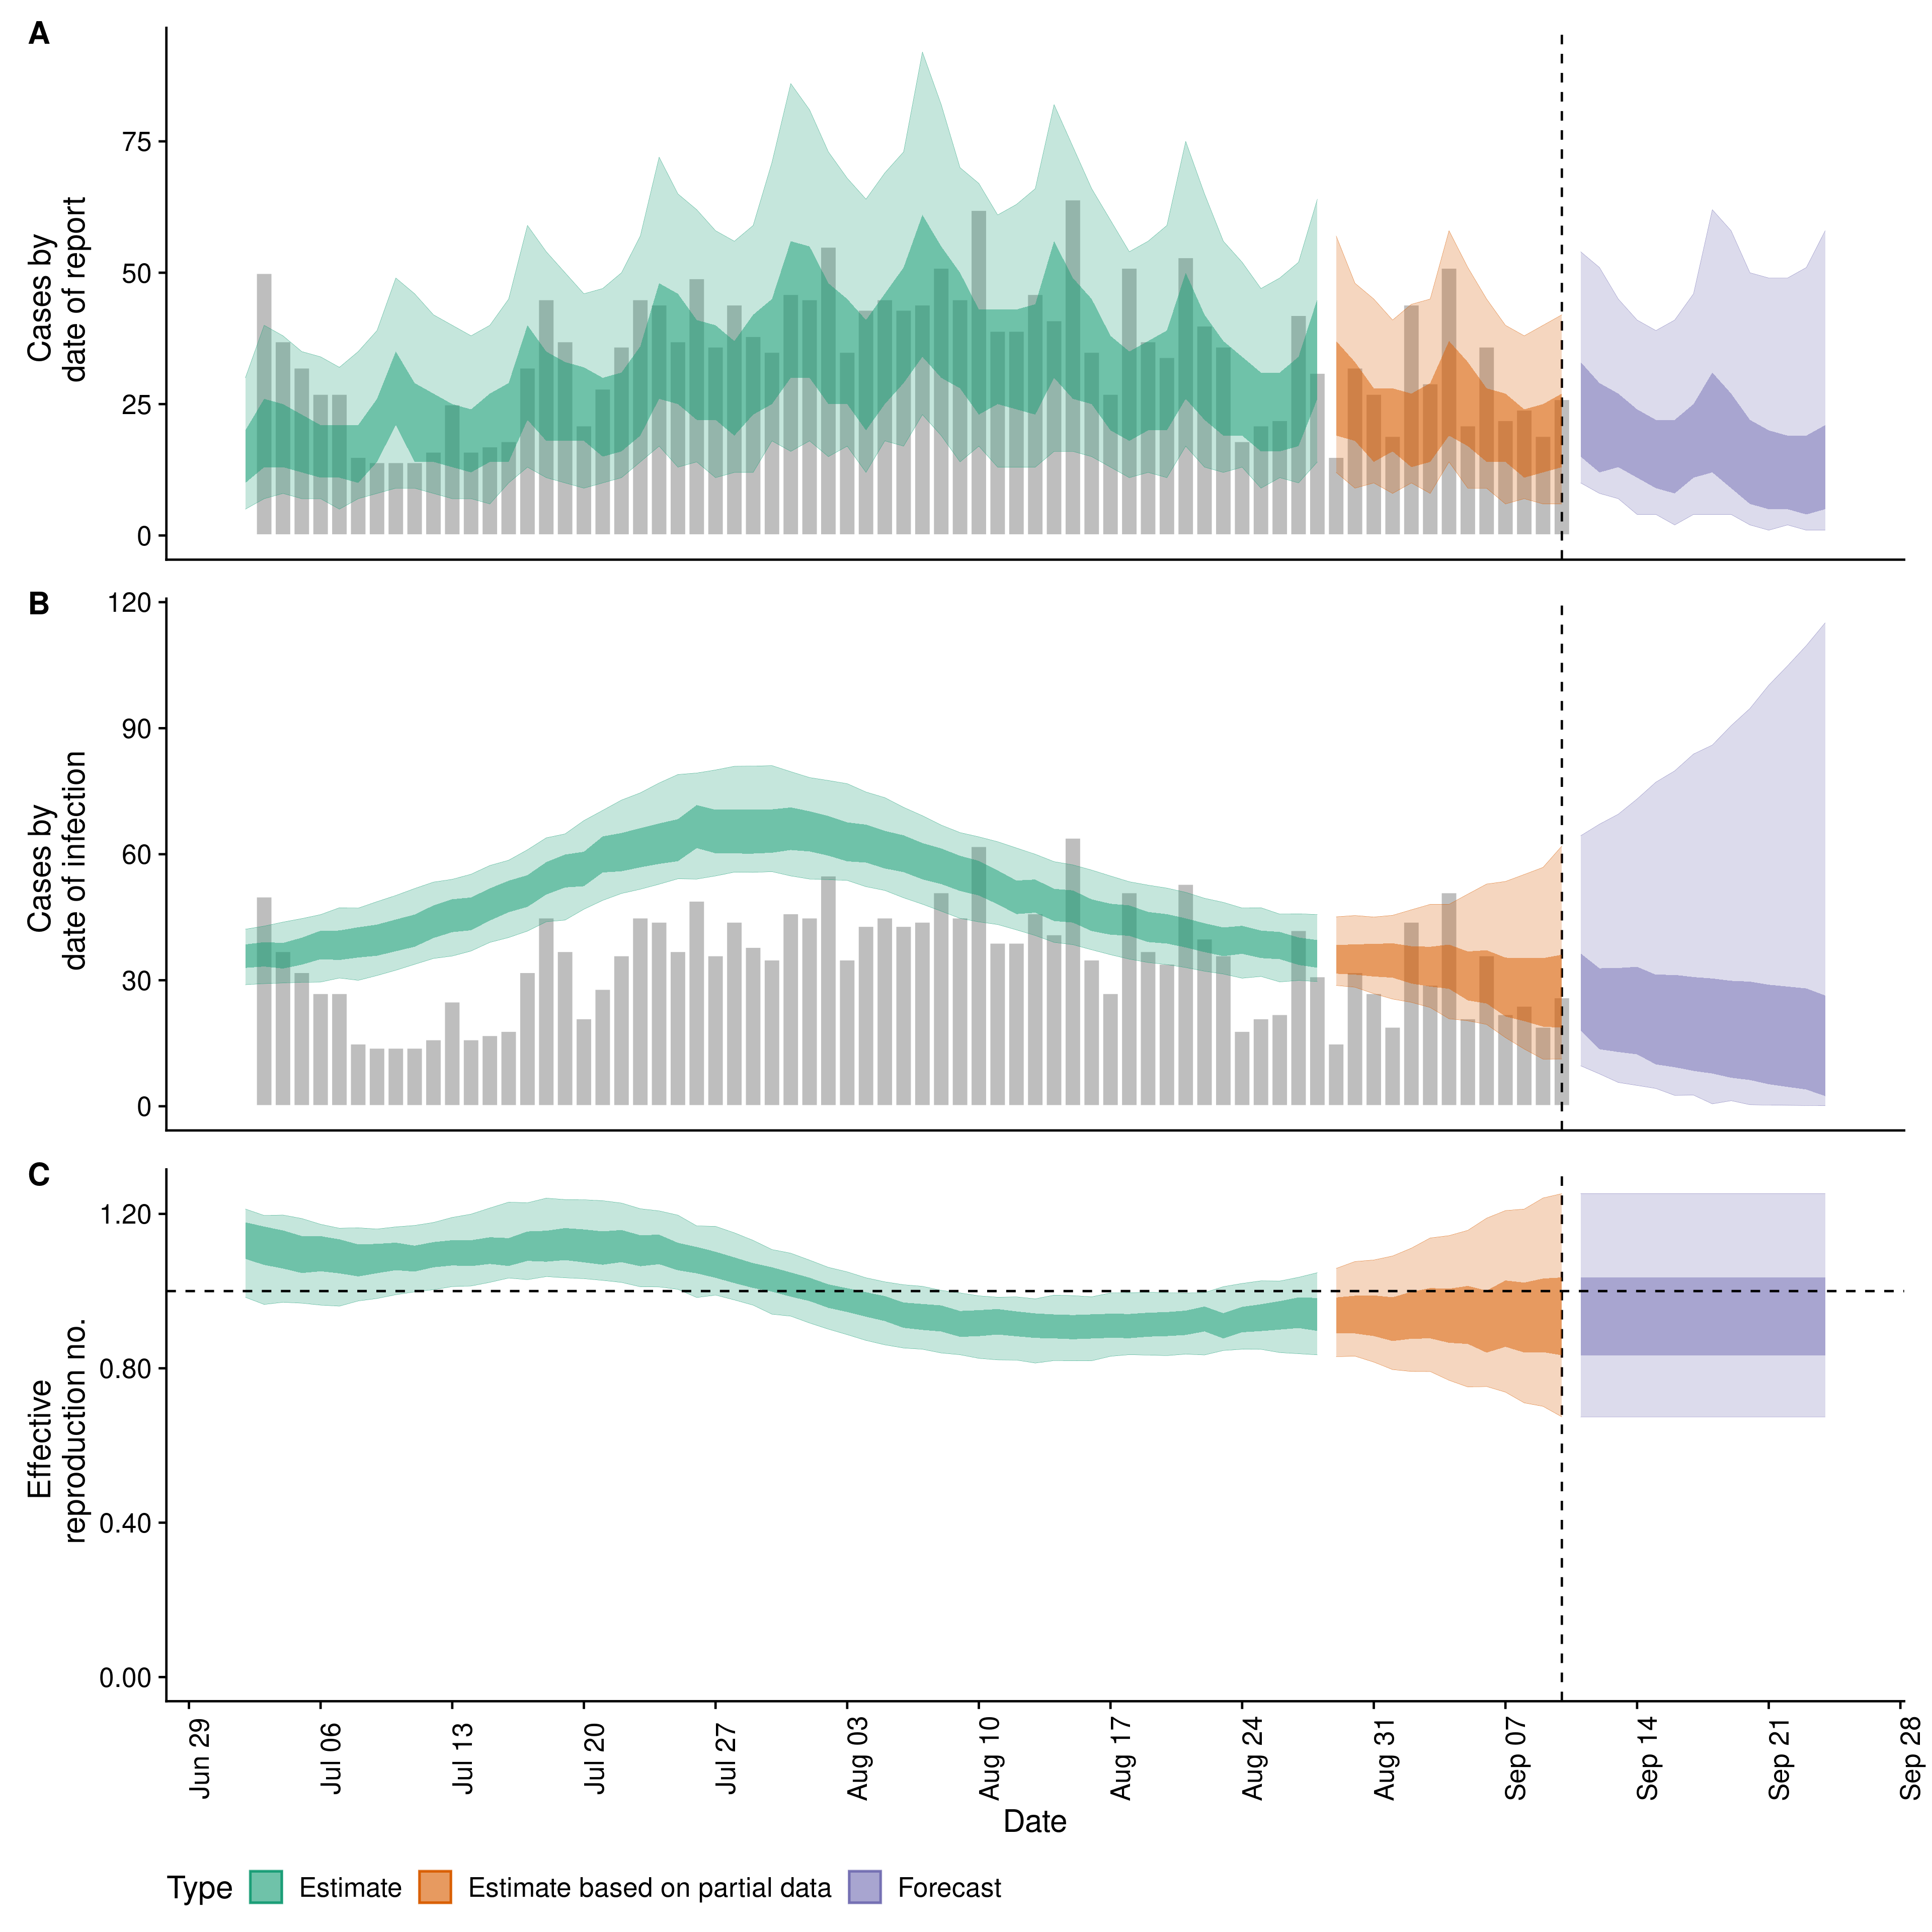 A
Cases by
date of report
75
50
25
0
B
Cases by
date of infection
120
90
60
30
0
C
Effective
reproduction no.
1.20
0.80
0.40
0.00
Jun 29
Jul 06
Jul 13
Jul 20
Jul 27
Aug 03
Aug 10
Aug 17
Aug 24
Aug 31
Sep 07
Sep 14
Sep 21
Sep 28
Date
Type Estimate Estimate based on partial data Forecast